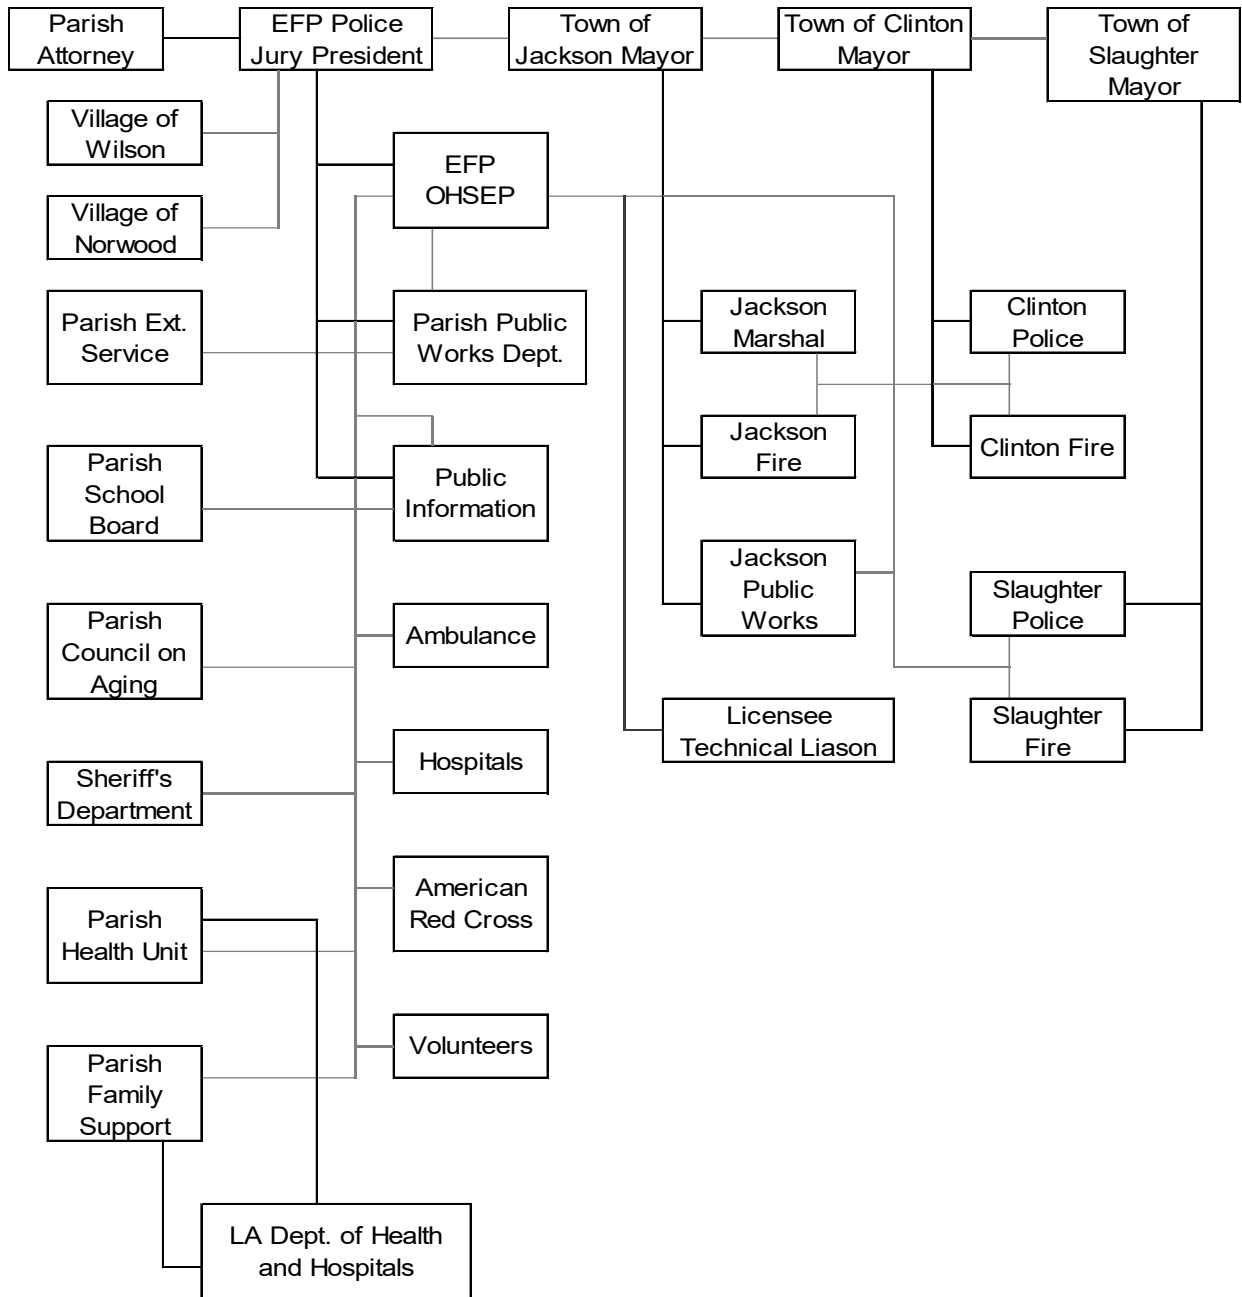 Parish
Attorney
EFP Police
Jury President
Town of
Jackson Mayor
Town of Clinton
Mayor
Town of
Slaughter
Mayor
Village of
Wilson
EFP
OHSEP
Village of
Norwood
Parish Ext.
Service
Parish Public
Works Dept.
Jackson
Marshal
Clinton
Police
Parish
School
Board
Public
Information
Jackson
Fire
Clinton Fire
Jackson
Public
Works
Slaughter
Police
Parish
Council on
Aging
Ambulance
Licensee
Technical Liason
Slaughter
Fire
Hospitals
Sheriff's
Department
American
Red Cross
Parish
Health Unit
Volunteers
Parish
Family
Support
LA Dept. of Health
and Hospitals